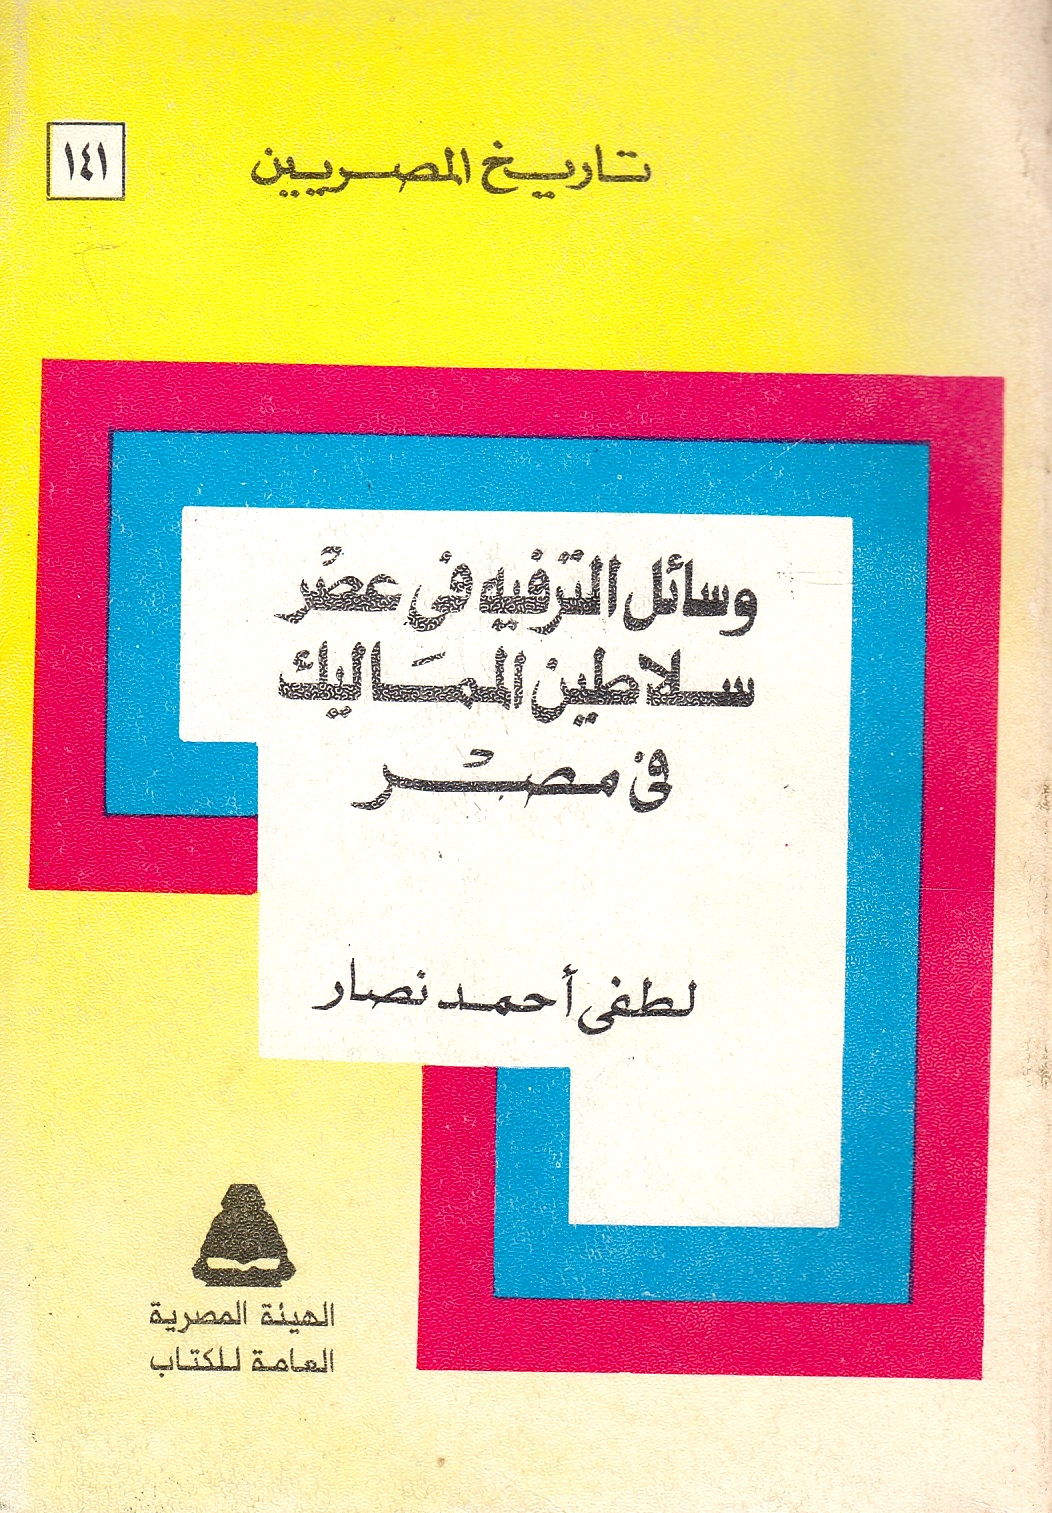 تاريخ المصريين
١٤١
وسائل الترفيه فى عصر
سلاطين المماليك
فى مصر
لطفى أحمد نصار
الهيئة المصرية
العامة للكتاب